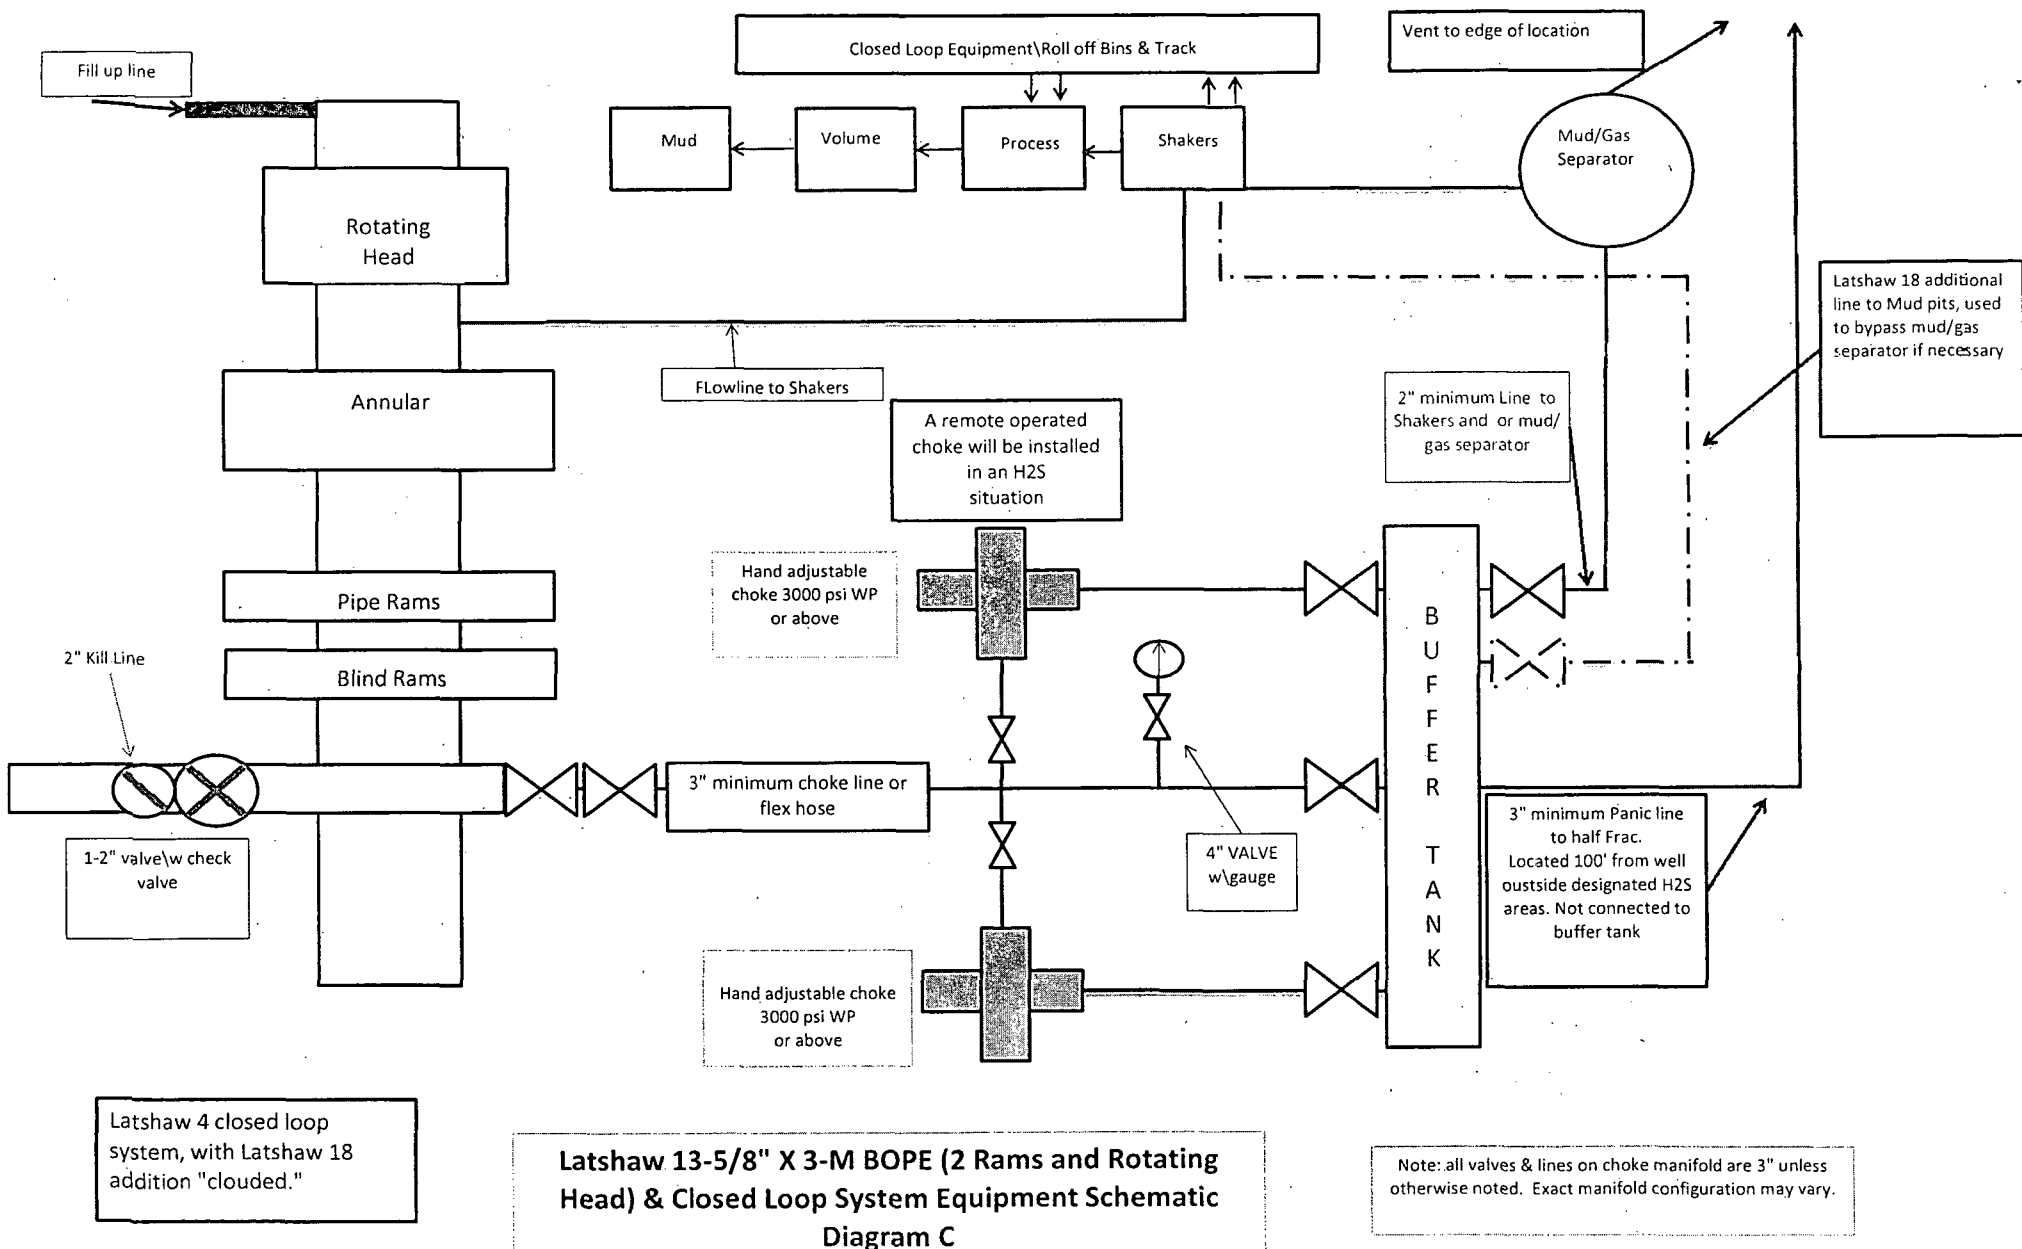 Fill up line
Closed Loop Equipment\Roll off Bins & Track
Vent to edge of location
Mud
Volume
Process
Shakers
Mud/Gas
Separator
Rotating
Head
Latshaw 18 additional
line to Mud pits, used
to bypass mud/gas
separator if necessary
FLowline to Shakers
Annular
A remote operated
choke will be installed
in an H2S
situation
2" minimum Line to
Shakers and or mud/
gas separator
Hand adjustable
choke 3000 psi WP
or above
Pipe Rams
Blind Rams
2" Kill Line
B
U
F
F
E
R
T
A
N
K
3" minimum choke line or
flex hose
1-2" valve\w check
valve
4" VALVE
w\gauge
3" minimum Panic line
to half Frac.
Located 100' from well
oustside designated H2S
areas. Not connected to
buffer tank
Hand adjustable choke
3000 psi WP
or above
Latshaw 4 closed loop
system, with Latshaw 18
addition "clouded."
Latshaw 13-5/8" X 3-M BOPE (2 Rams and Rotating
Head) & Closed Loop System Equipment Schematic
Diagram C
Note: all valves & lines on choke manifold are 3" unless
otherwise noted. Exact manifold configuration may vary.